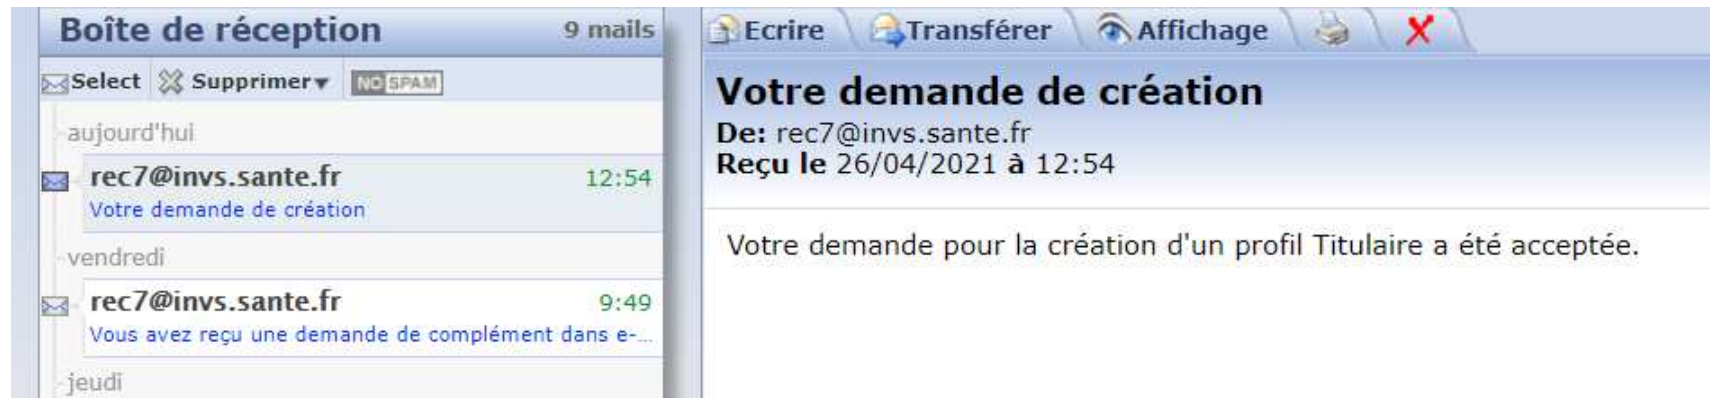 Boîte de réception 9 mails
Select Supprimer NO SPAM
aujourd'hui
rec7@invs.sante.fr 12:54
Votre demande de création
vendredi
rec7@invs.sante.fr 9:49
Vous avez reçu une demande de complément dans e-...
jeudi
Ecrire Transférer Affichage
Votre demande de création
De: rec7@invs.sante.fr
Reçu le 26/04/2021 à 12:54
Votre demande pour la création d'un profil Titulaire a été acceptée.